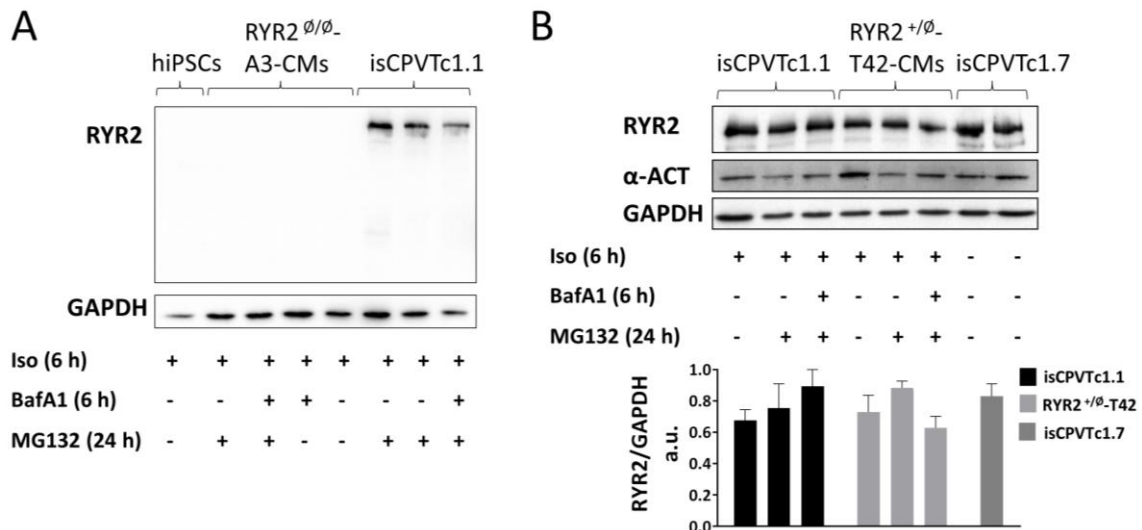 A
RYR2 Ø/Ø-
hiPSCs A3-CMs isCPVTc1.1
RYR2
GAPDH
Iso (6 h) + + + + + + + +
BafA1 (6 h) - - + + - - - +
MG132 (24 h) - + + - - + + +
B
RYR2 +/Ø-
isCPVTc1.1 T42-CMs isCPVTc1.7
RYR2
α-ACT
GAPDH
Iso (6 h) + + + + + + - -
BafA1 (6 h) - - + - - + - -
MG132 (24 h) - + + - + + - -
RYR2/GAPDH
a.u.
1.0
0.8
0.6
0.4
0.2
0.0
isCPVTc1.1
RYR2 +/Ø-T42
isCPVTc1.7